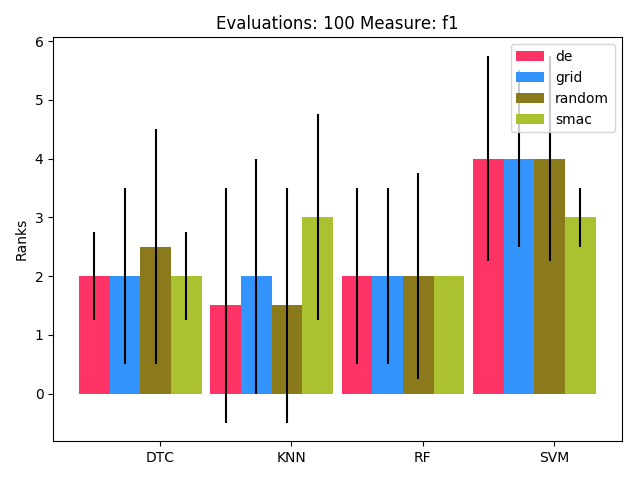 Evaluations: 100 Measure: f1
de
grid
random
smac
Ranks
6
5
4
3
2
1
0
DTC
KNN
RF
SVM